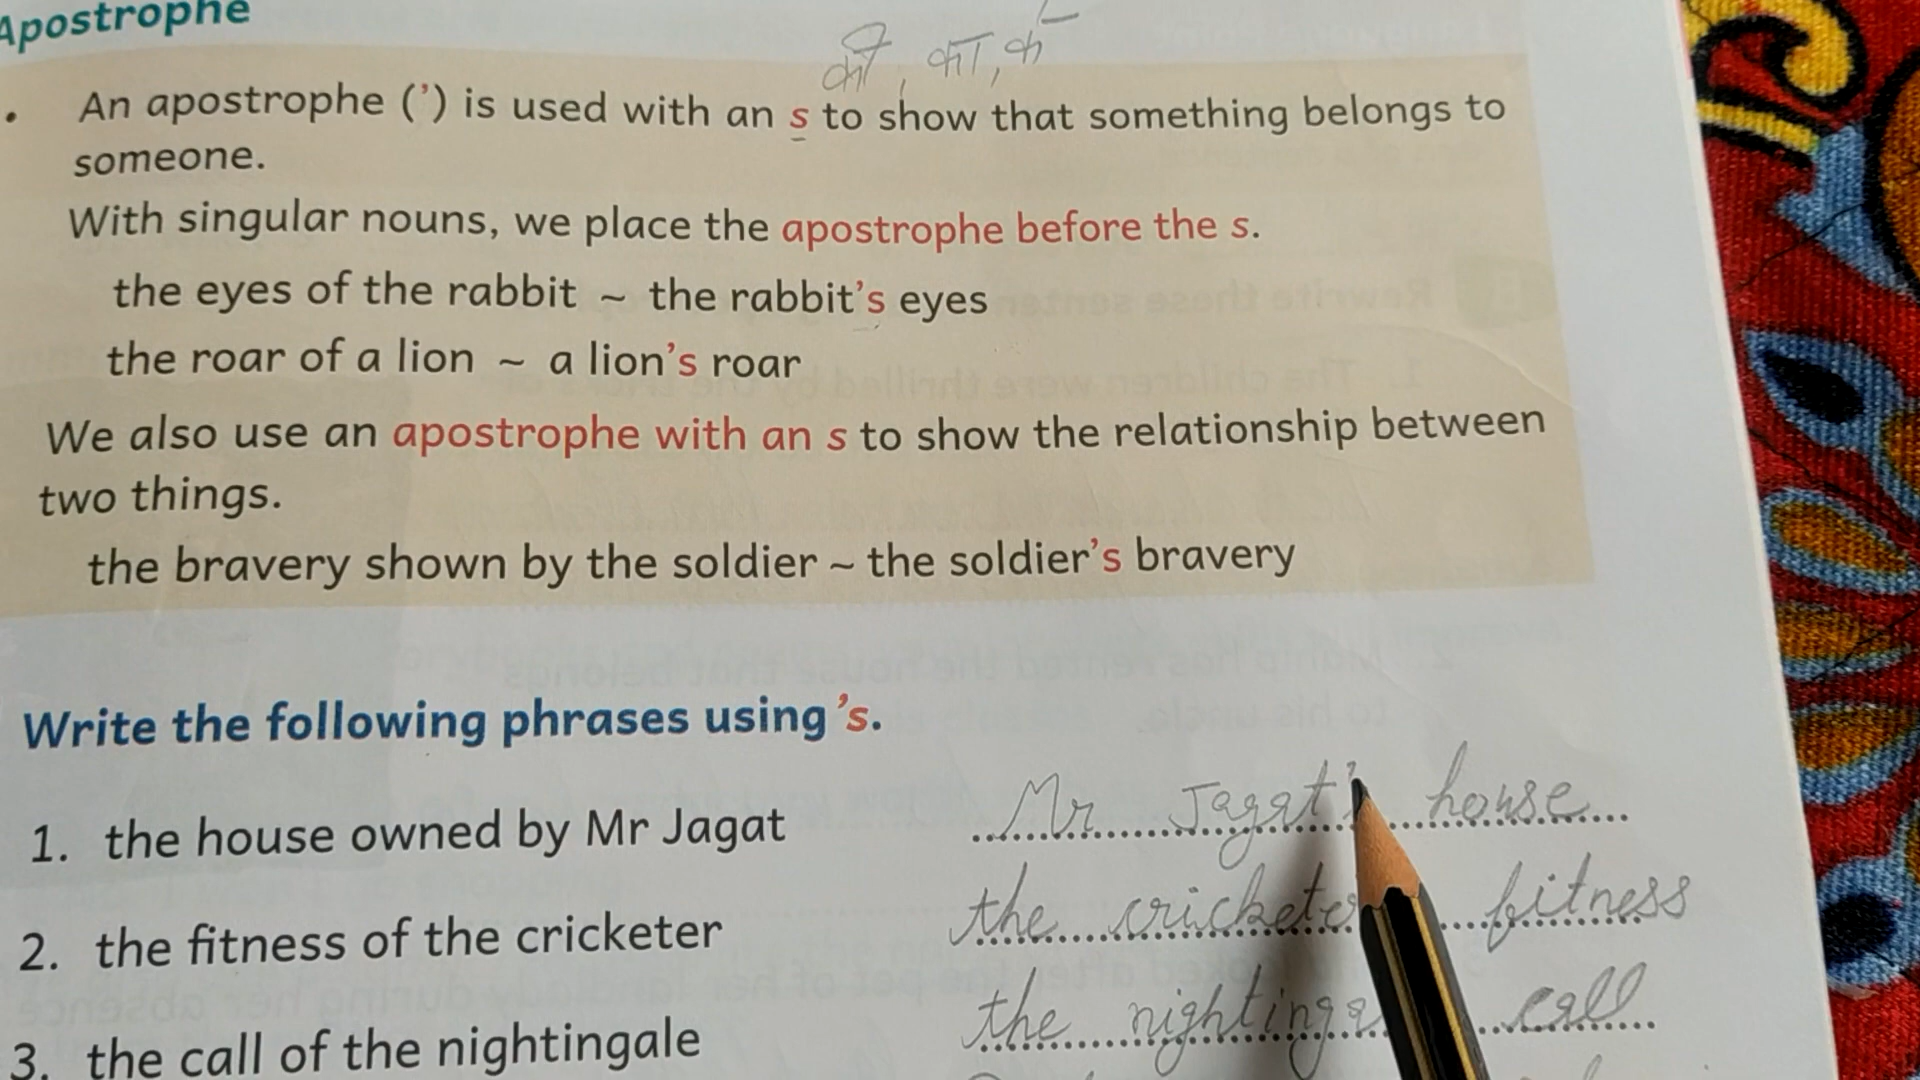 Apostrophe
की, का, के
An apostrophe (’) is used with an s to show that something belongs to
someone.
With singular nouns, we place the apostrophe before the s.
the eyes of the rabbit ~ the rabbit’s eyes
the roar of a lion ~ a lion’s roar
We also use an apostrophe with an s to show the relationship between
two things.
the bravery shown by the soldier ~ the soldier’s bravery
Write the following phrases using ’s.
1. the house owned by Mr Jagat Mr Jagat's house
2. the fitness of the cricketer the fitness
3. the call of the nightingale the call